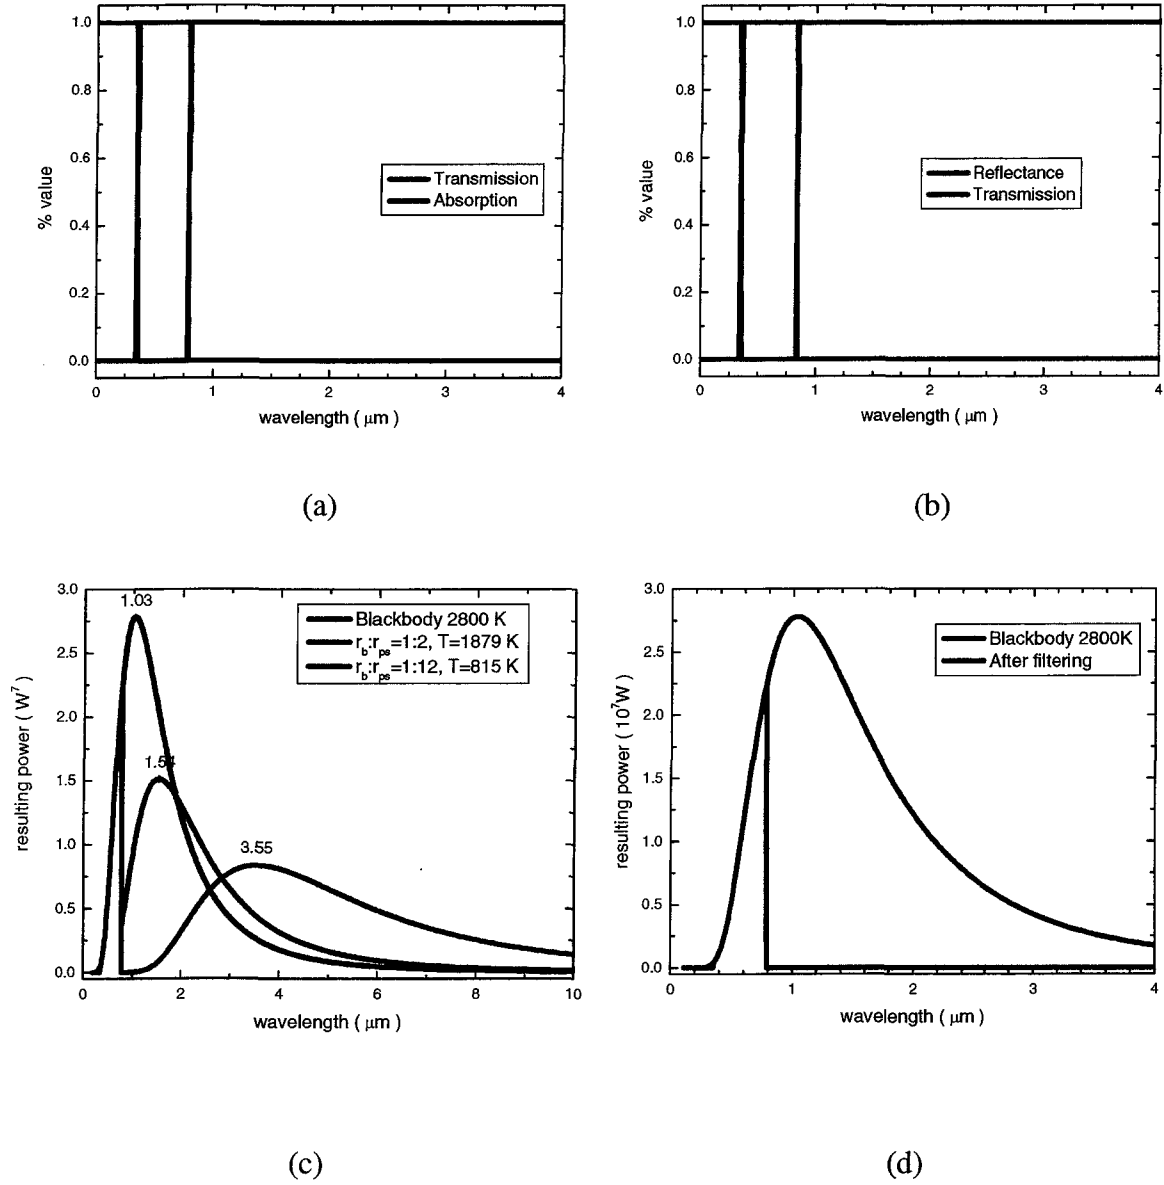 1.0
0.8
0.6
0.4
0.2
0.0
% value
Transmission
Absorption
0 1 2 3 4
wavelength ( μm )
(a)
1.0
0.8
0.6
0.4
0.2
0.0
% value
Reflectance
Transmission
0 1 2 3 4
wavelength ( μm )
(b)
3.0
2.5
2.0
1.5
1.0
0.5
0.0
resulting power ( W⁷ )
1.03
1.54
3.55
Blackbody 2800 K
r_b:r_ps=1:2, T=1879 K
r_b:r_ps=1:12, T=815 K
0 2 4 6 8 10
wavelength ( μm )
(c)
3.0
2.5
2.0
1.5
1.0
0.5
0.0
resulting power ( 10⁷W )
Blackbody 2800K
After filtering
0 1 2 3 4
wavelength ( μm )
(d)